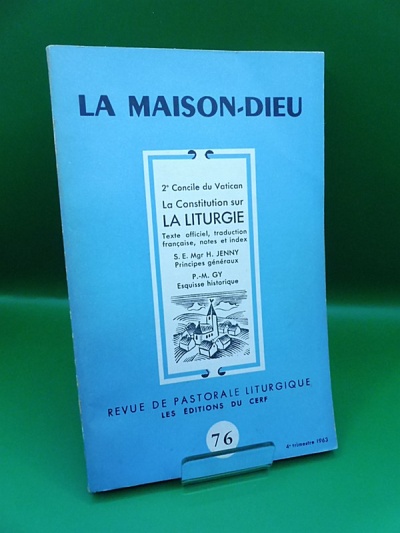 LA MAISON-DIEU
2e Concile du Vatican
La Constitution sur
LA LITURGIE
Texte officiel, traduction
française, notes et index
S. E. Mgr H. JENNY
Principes généraux
P.-M. GY
Esquisse historique
REVUE DE PASTORALE LITURGIQUE
LES EDITIONS DU CERF
76
4e trimestre 1963